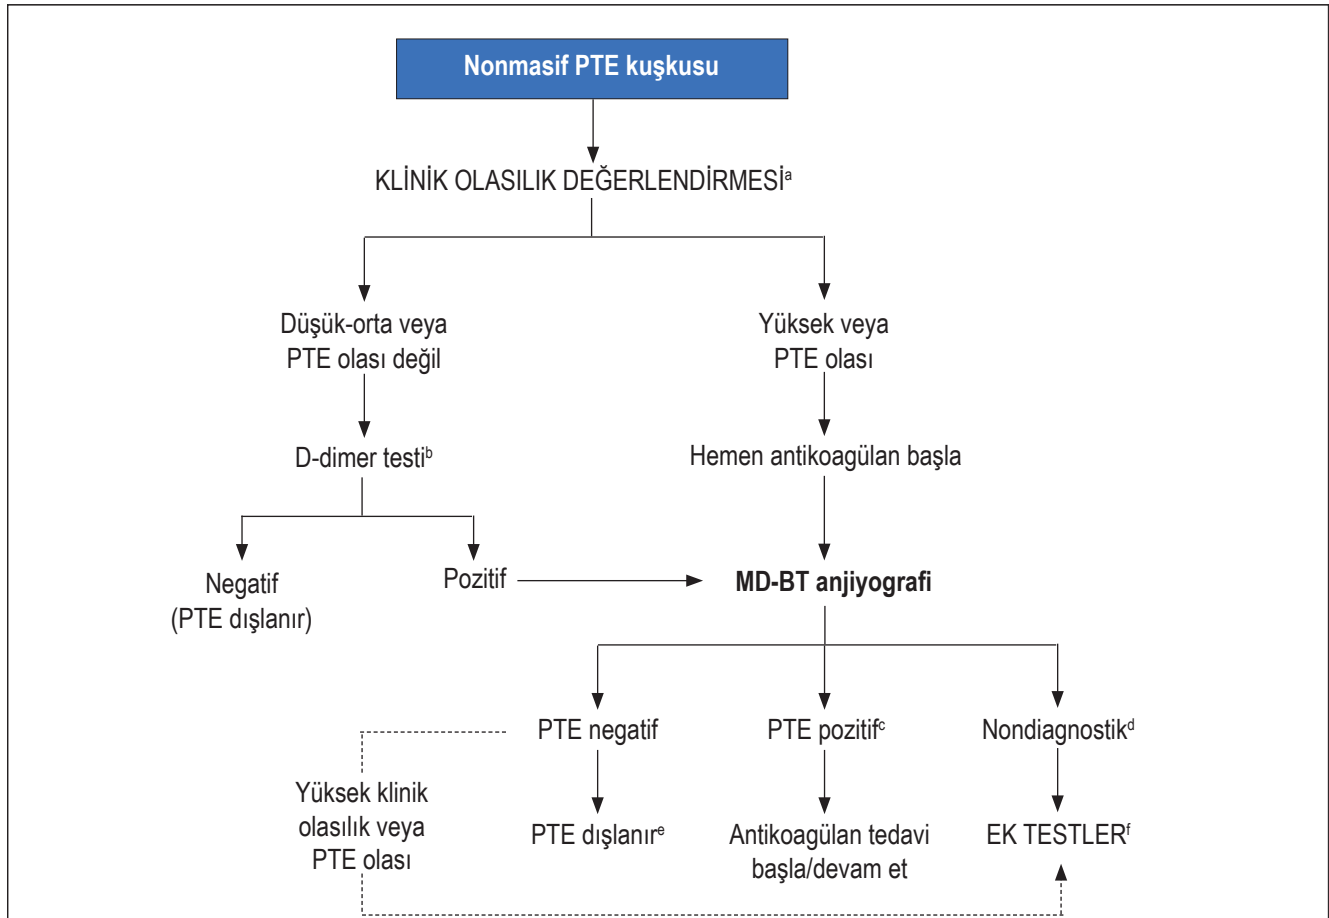 Nonmasif PTE kuşkusu
KLİNİK OLASILIK DEĞERLENDİRMESİᵃ
Düşük-orta veya
PTE olası değil
Yüksek veya
PTE olası
D-dimer testiᵇ
Hemen antikoagülan başla
Negatif
(PTE dışlanır)
Pozitif
MD-BT anjiyografi
PTE negatif
PTE pozitifᶜ
Nondiagnostikᵈ
Yüksek klinik
olasılık veya
PTE olası
PTE dışlanırᵉ
Antikoagülan tedavi
başla/devam et
EK TESTLERᶠ